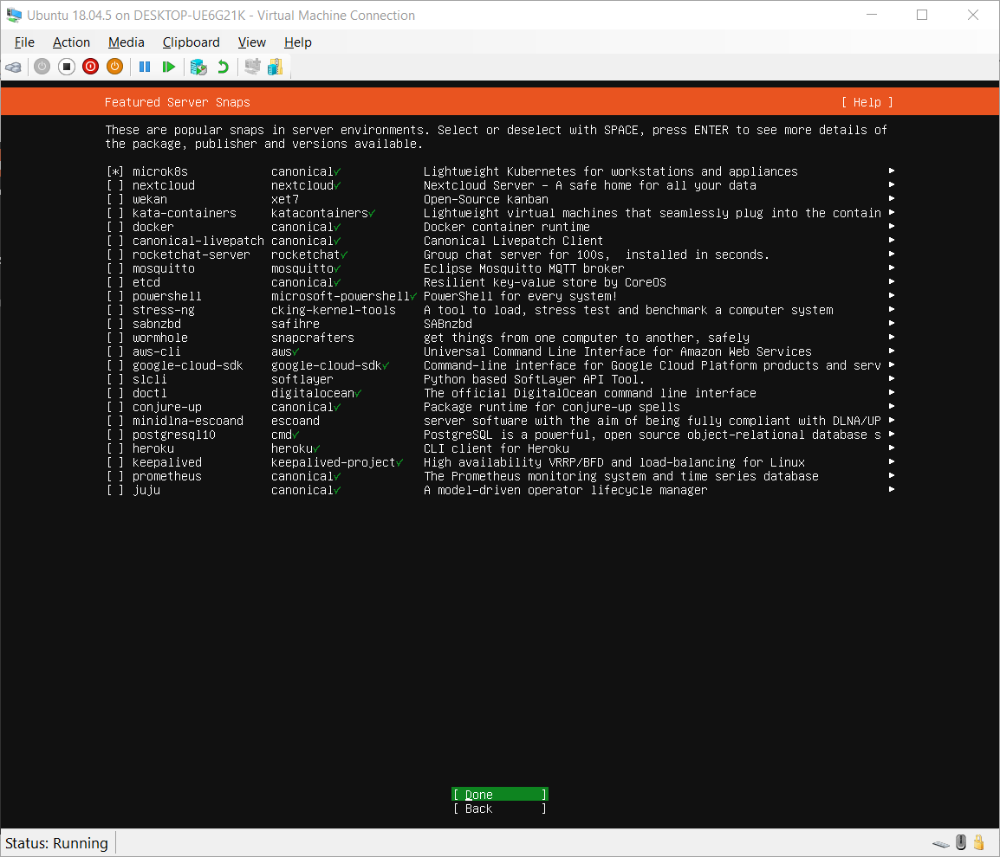 Ubuntu 18.04.5 on DESKTOP-UE6G21K - Virtual Machine Connection
File Action Media Clipboard View Help
Featured Server Snaps [ Help ]
These are popular snaps in server environments. Select or deselect with SPACE, press ENTER to see more details of
the package, publisher and versions available.
[*] microk8s canonical✓ Lightweight Kubernetes for workstations and appliances ▸
[ ] nextcloud nextcloud✓ Nextcloud Server - A safe home for all your data ▸
[ ] wekan xet7 Open-Source kanban ▸
[ ] kata-containers katacontainers✓ Lightweight virtual machines that seamlessly plug into the contain ▸
[ ] docker canonical✓ Docker container runtime ▸
[ ] canonical-livepatch canonical✓ Canonical Livepatch Client ▸
[ ] rocketchat-server rocketchat✓ Group chat server for 100s, installed in seconds. ▸
[ ] mosquitto mosquitto✓ Eclipse Mosquitto MQTT broker ▸
[ ] etcd canonical✓ Resilient key-value store by CoreOS ▸
[ ] powershell microsoft-powershell✓ PowerShell for every system! ▸
[ ] stress-ng cking-kernel-tools A tool to load, stress test and benchmark a computer system ▸
[ ] sabnzbd safihre SABnzbd ▸
[ ] wormhole snapcrafters get things from one computer to another, safely ▸
[ ] aws-cli aws✓ Universal Command Line Interface for Amazon Web Services ▸
[ ] google-cloud-sdk google-cloud-sdk✓ Command-line interface for Google Cloud Platform products and serv ▸
[ ] slcli softlayer Python based SoftLayer API Tool. ▸
[ ] doctl digitalocean✓ The official DigitalOcean command line interface ▸
[ ] conjure-up canonical✓ Package runtime for conjure-up spells ▸
[ ] minidlna-escoand escoand server software with the aim of being fully compliant with DLNA/UP ▸
[ ] postgresql10 cmd✓ PostgreSQL is a powerful, open source object-relational database s ▸
[ ] heroku heroku✓ CLI client for Heroku ▸
[ ] keepalived keepalived-project✓ High availability VRRP/BFD and load-balancing for Linux ▸
[ ] prometheus canonical✓ The Prometheus monitoring system and time series database ▸
[ ] juju canonical✓ A model-driven operator lifecycle manager ▸
[ Done ]
[ Back ]
Status: Running